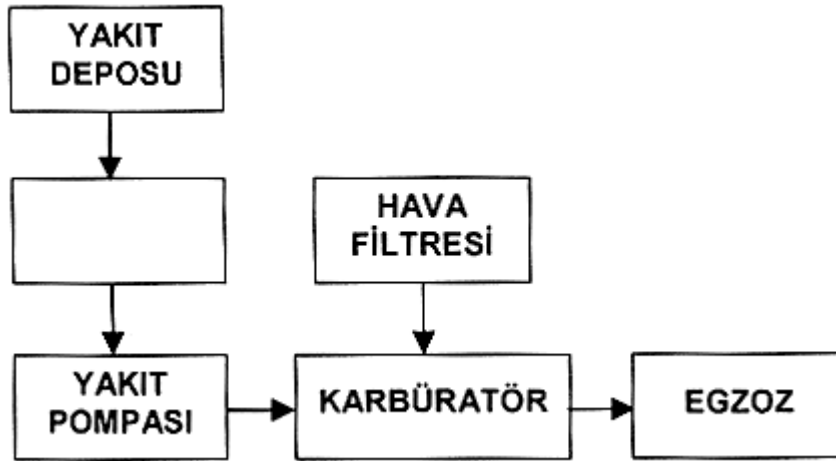 YAKIT
DEPOSU
HAVA
FİLTRESİ
YAKIT
POMPASI
KARBÜRATÖR
EGZOZ